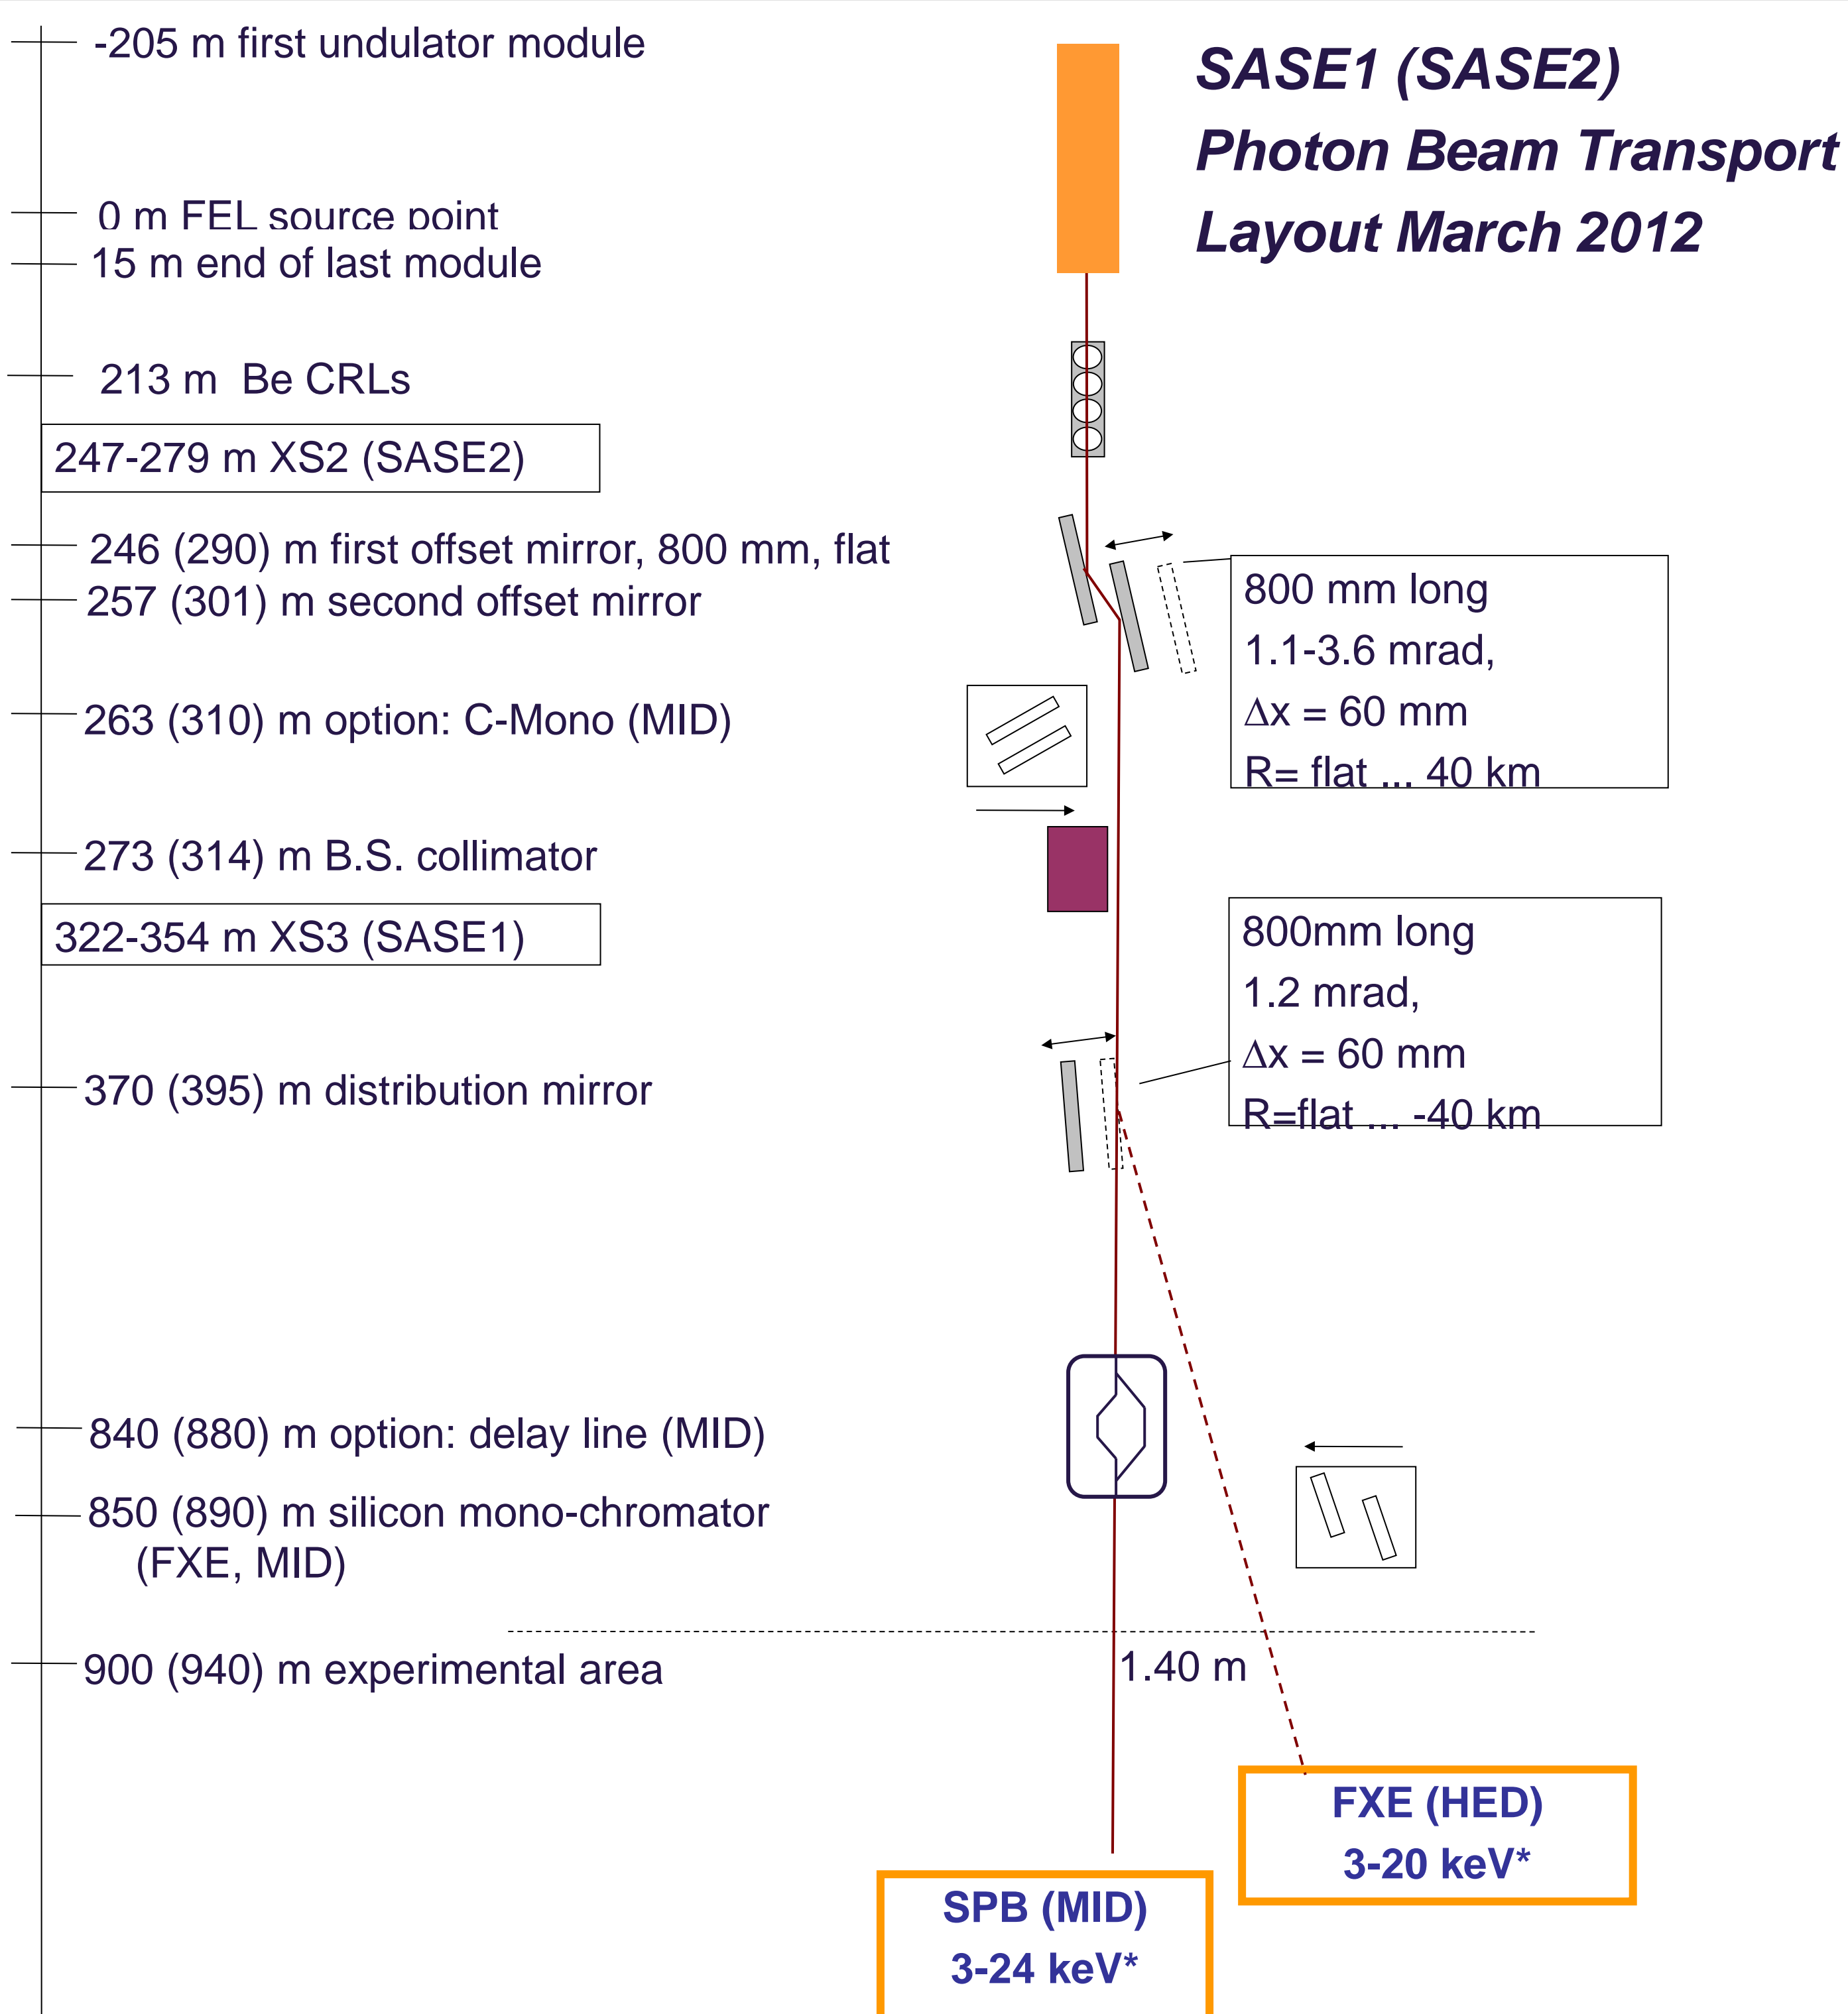 -205 m first undulator module
SASE1 (SASE2)
Photon Beam Transport
Layout March 2012
0 m FEL source point
15 m end of last module
213 m Be CRLs
247-279 m XS2 (SASE2)
246 (290) m first offset mirror, 800 mm, flat
257 (301) m second offset mirror
800 mm long
1.1-3.6 mrad,
Δx = 60 mm
R= flat ... 40 km
263 (310) m option: C-Mono (MID)
273 (314) m B.S. collimator
322-354 m XS3 (SASE1)
800mm long
1.2 mrad,
Δx = 60 mm
R=flat ... -40 km
370 (395) m distribution mirror
840 (880) m option: delay line (MID)
850 (890) m silicon mono-chromator
(FXE, MID)
900 (940) m experimental area
1.40 m
FXE (HED)
3-20 keV*
SPB (MID)
3-24 keV*